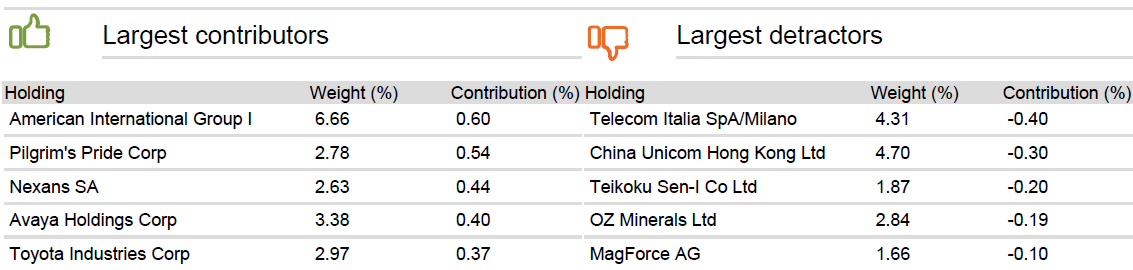 Largest contributors
Holding Weight (%) Contribution (%)
American International Group I 6.66 0.60
Pilgrim's Pride Corp 2.78 0.54
Nexans SA 2.63 0.44
Avaya Holdings Corp 3.38 0.40
Toyota Industries Corp 2.97 0.37
Largest detractors
Holding Weight (%) Contribution (%)
Telecom Italia SpA/Milano 4.31 -0.40
China Unicom Hong Kong Ltd 4.70 -0.30
Teikoku Sen-I Co Ltd 1.87 -0.20
OZ Minerals Ltd 2.84 -0.19
MagForce AG 1.66 -0.10